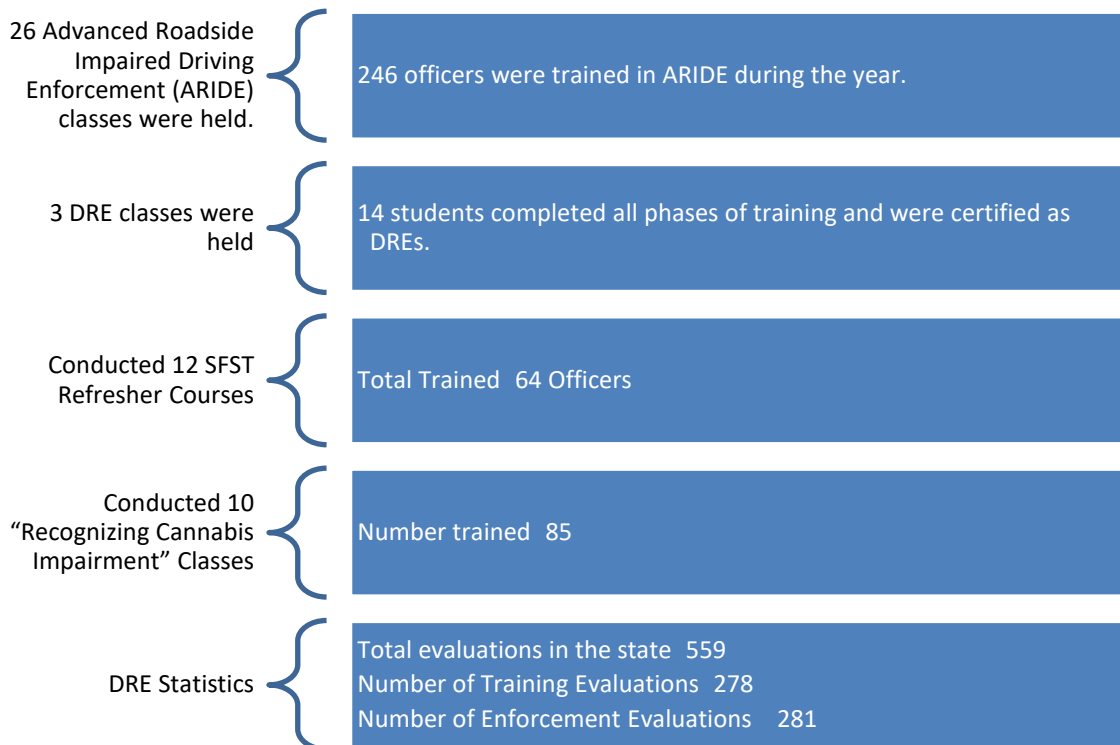 26 Advanced Roadside
Impaired Driving
Enforcement (ARIDE)
classes were held.
246 officers were trained in ARIDE during the year.
3 DRE classes were
held
14 students completed all phases of training and were certified as
DREs.
Conducted 12 SFST
Refresher Courses
Total Trained 64 Officers
Conducted 10
“Recognizing Cannabis
Impairment” Classes
Number trained 85
DRE Statistics
Total evaluations in the state 559
Number of Training Evaluations 278
Number of Enforcement Evaluations 281